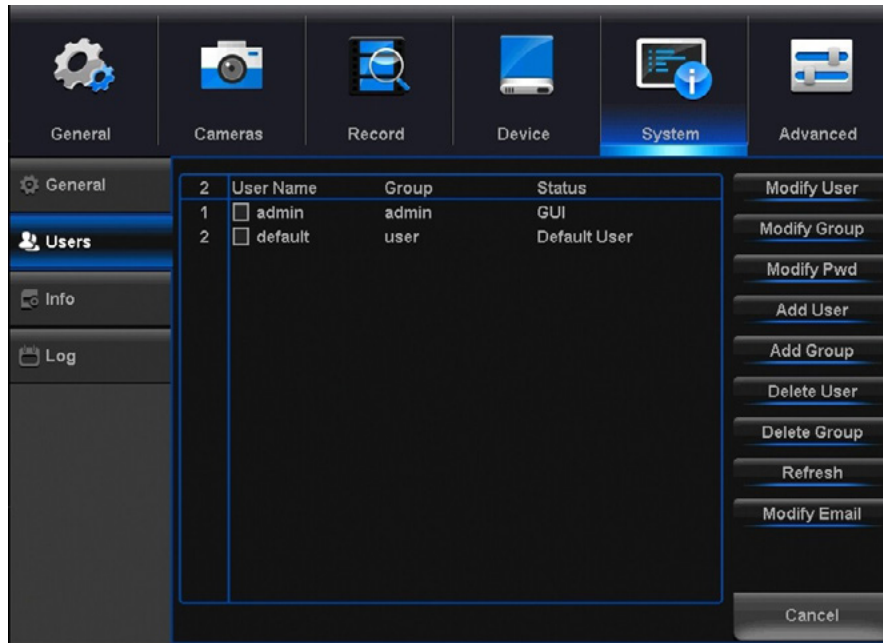 General Cameras Record Device System Advanced
General
Users
Info
Log
2 User Name Group Status
1 admin admin GUI
2 default user Default User
Modify User
Modify Group
Modify Pwd
Add User
Add Group
Delete User
Delete Group
Refresh
Modify Email
Cancel